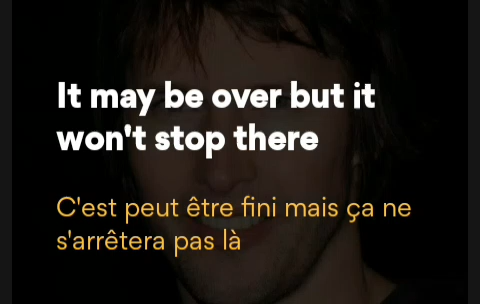 It may be over but it
won't stop there
C'est peut être fini mais ça ne
s'arrêtera pas là